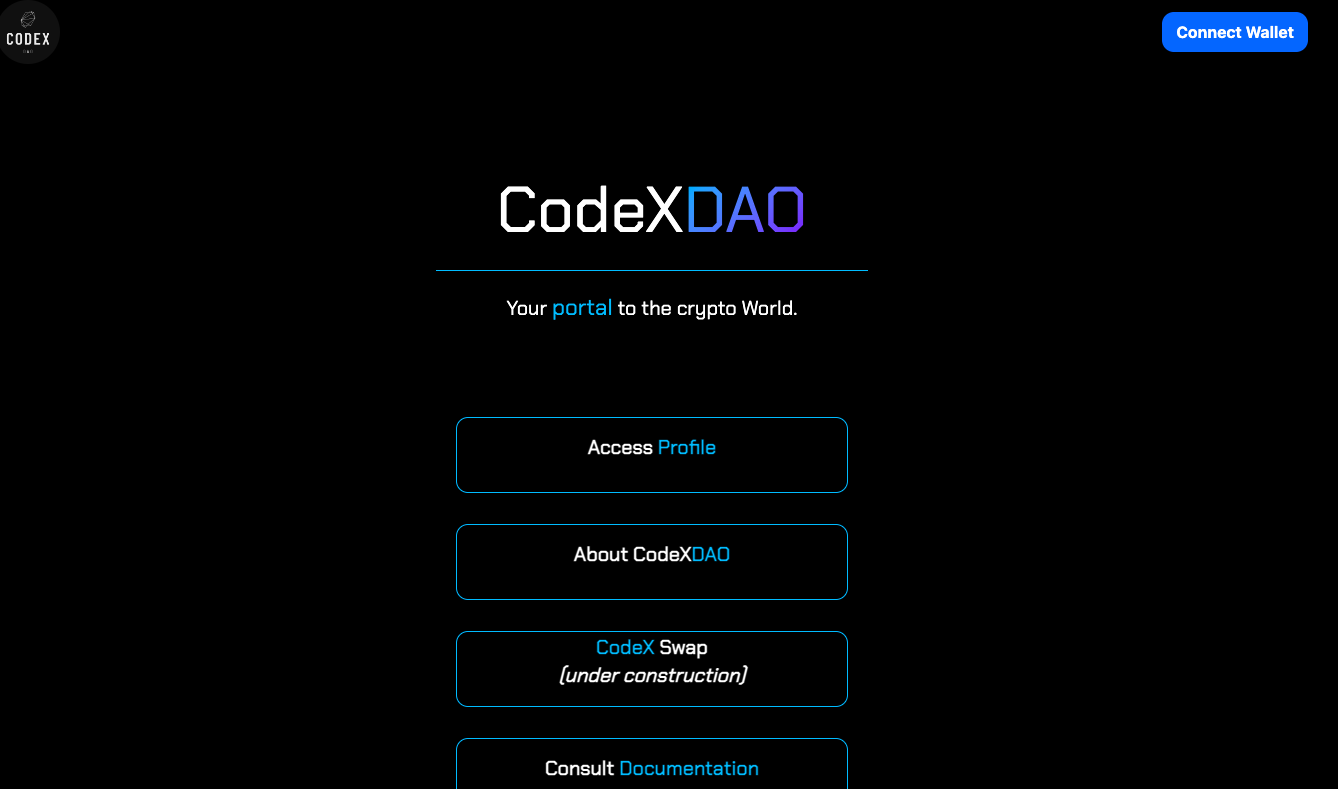 CODEX
DAO
Connect Wallet
CodeXDAO
Your portal to the crypto World.
Access Profile
About CodeXDAO
CodeX Swap
(under construction)
Consult Documentation